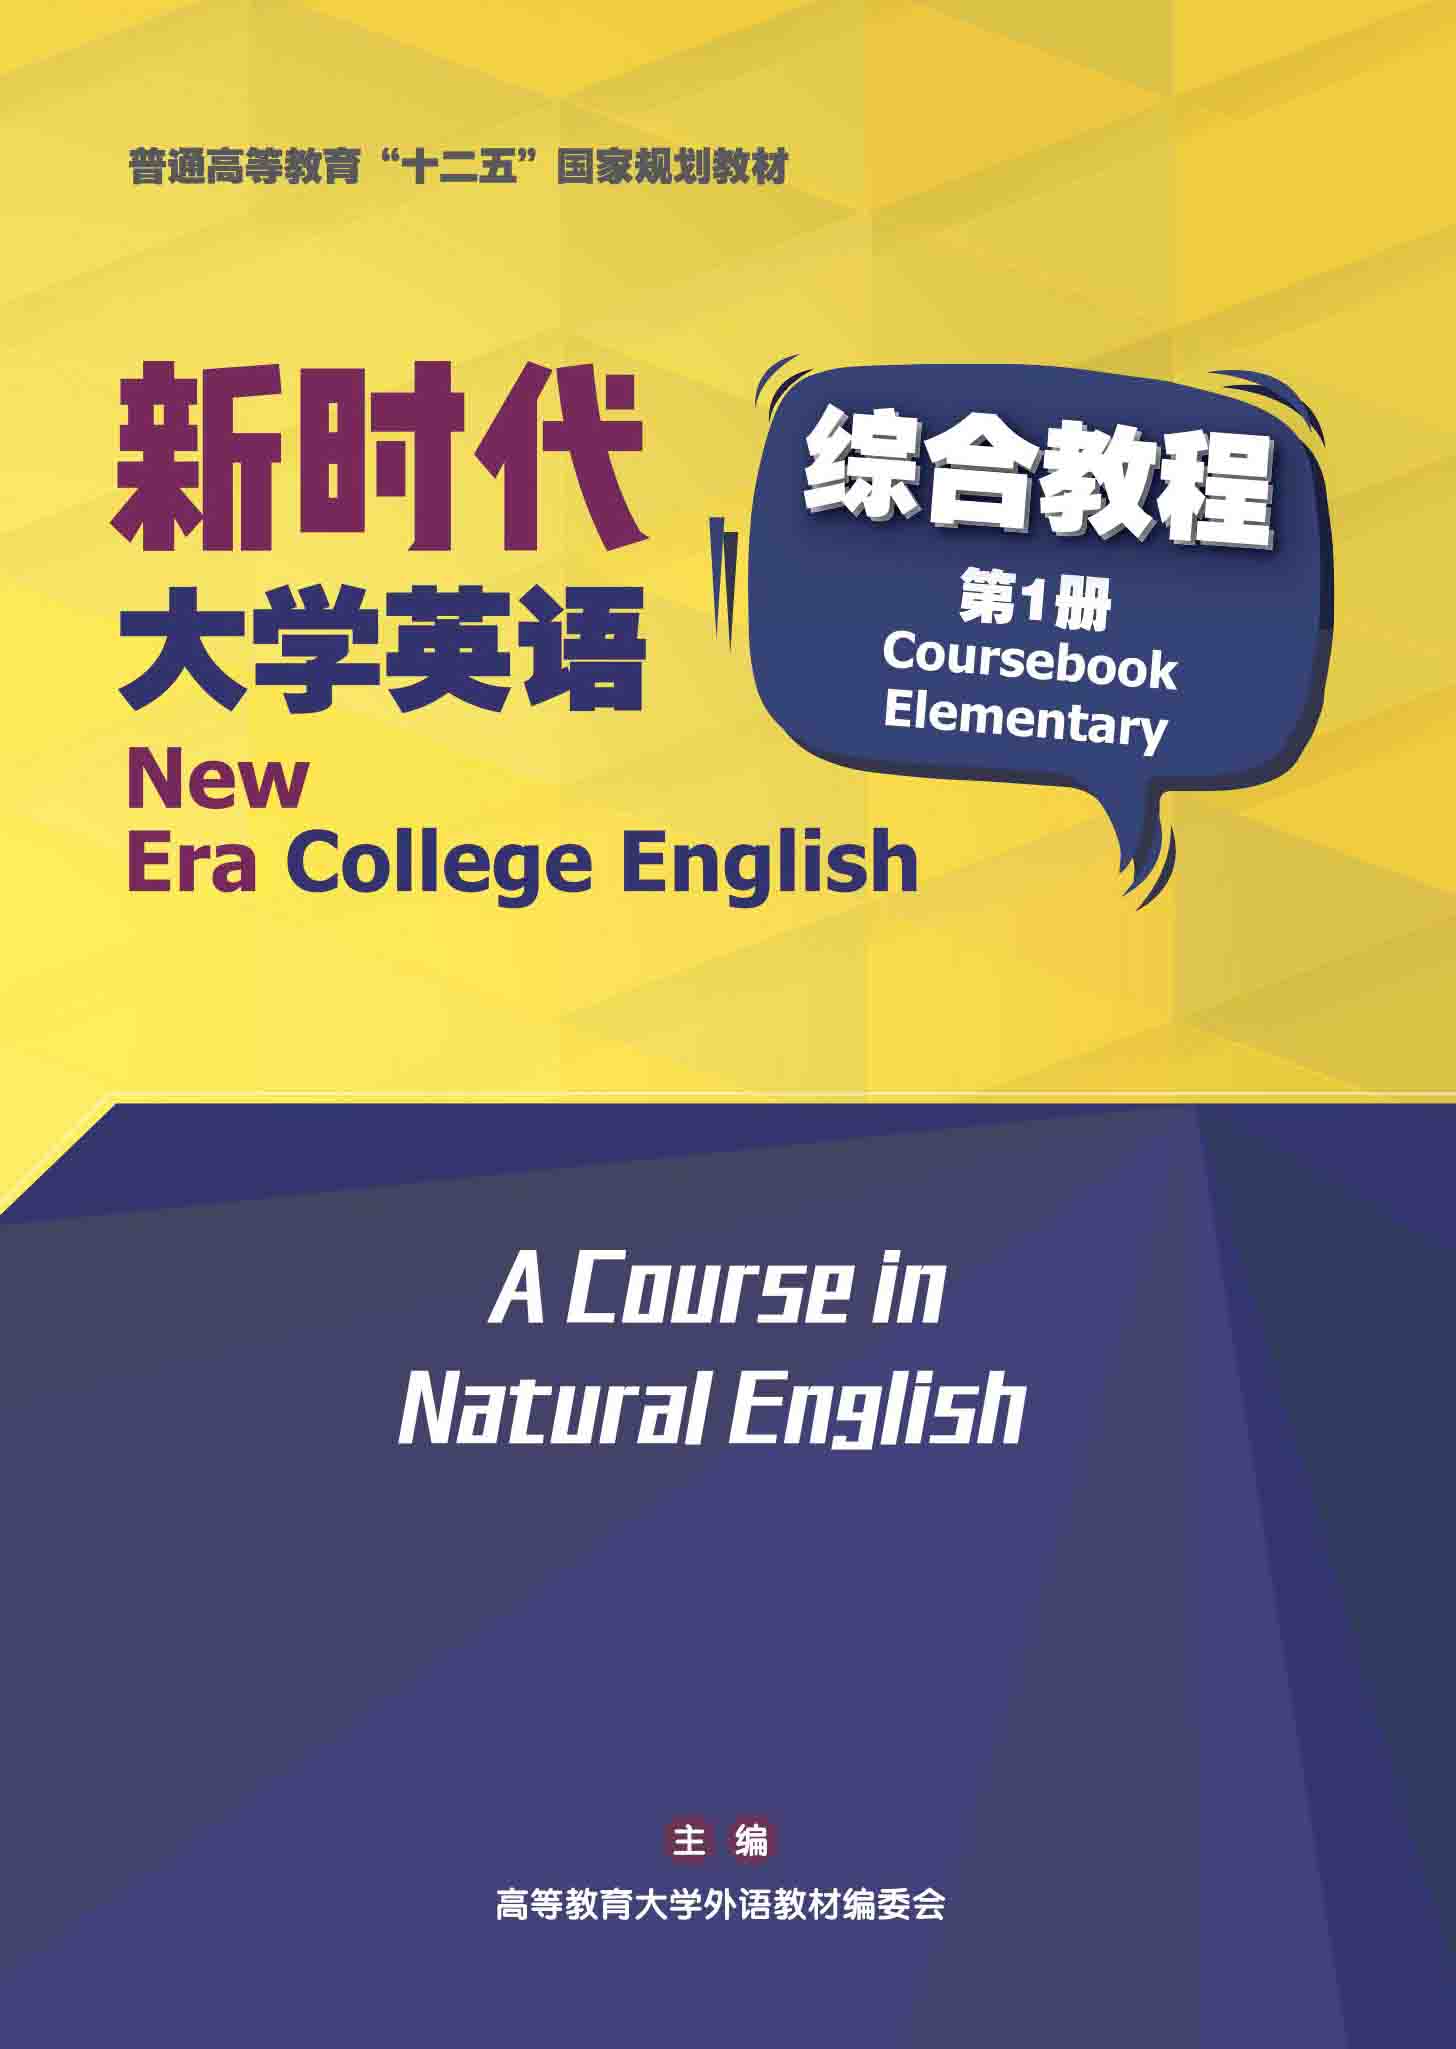 普通高等教育“十二五”国家规划教材
新时代
大学英语
New
Era College English
综合教程
第1册
Coursebook
Elementary
A Course in
Natural English
主 编
高等教育大学外语教材编委会